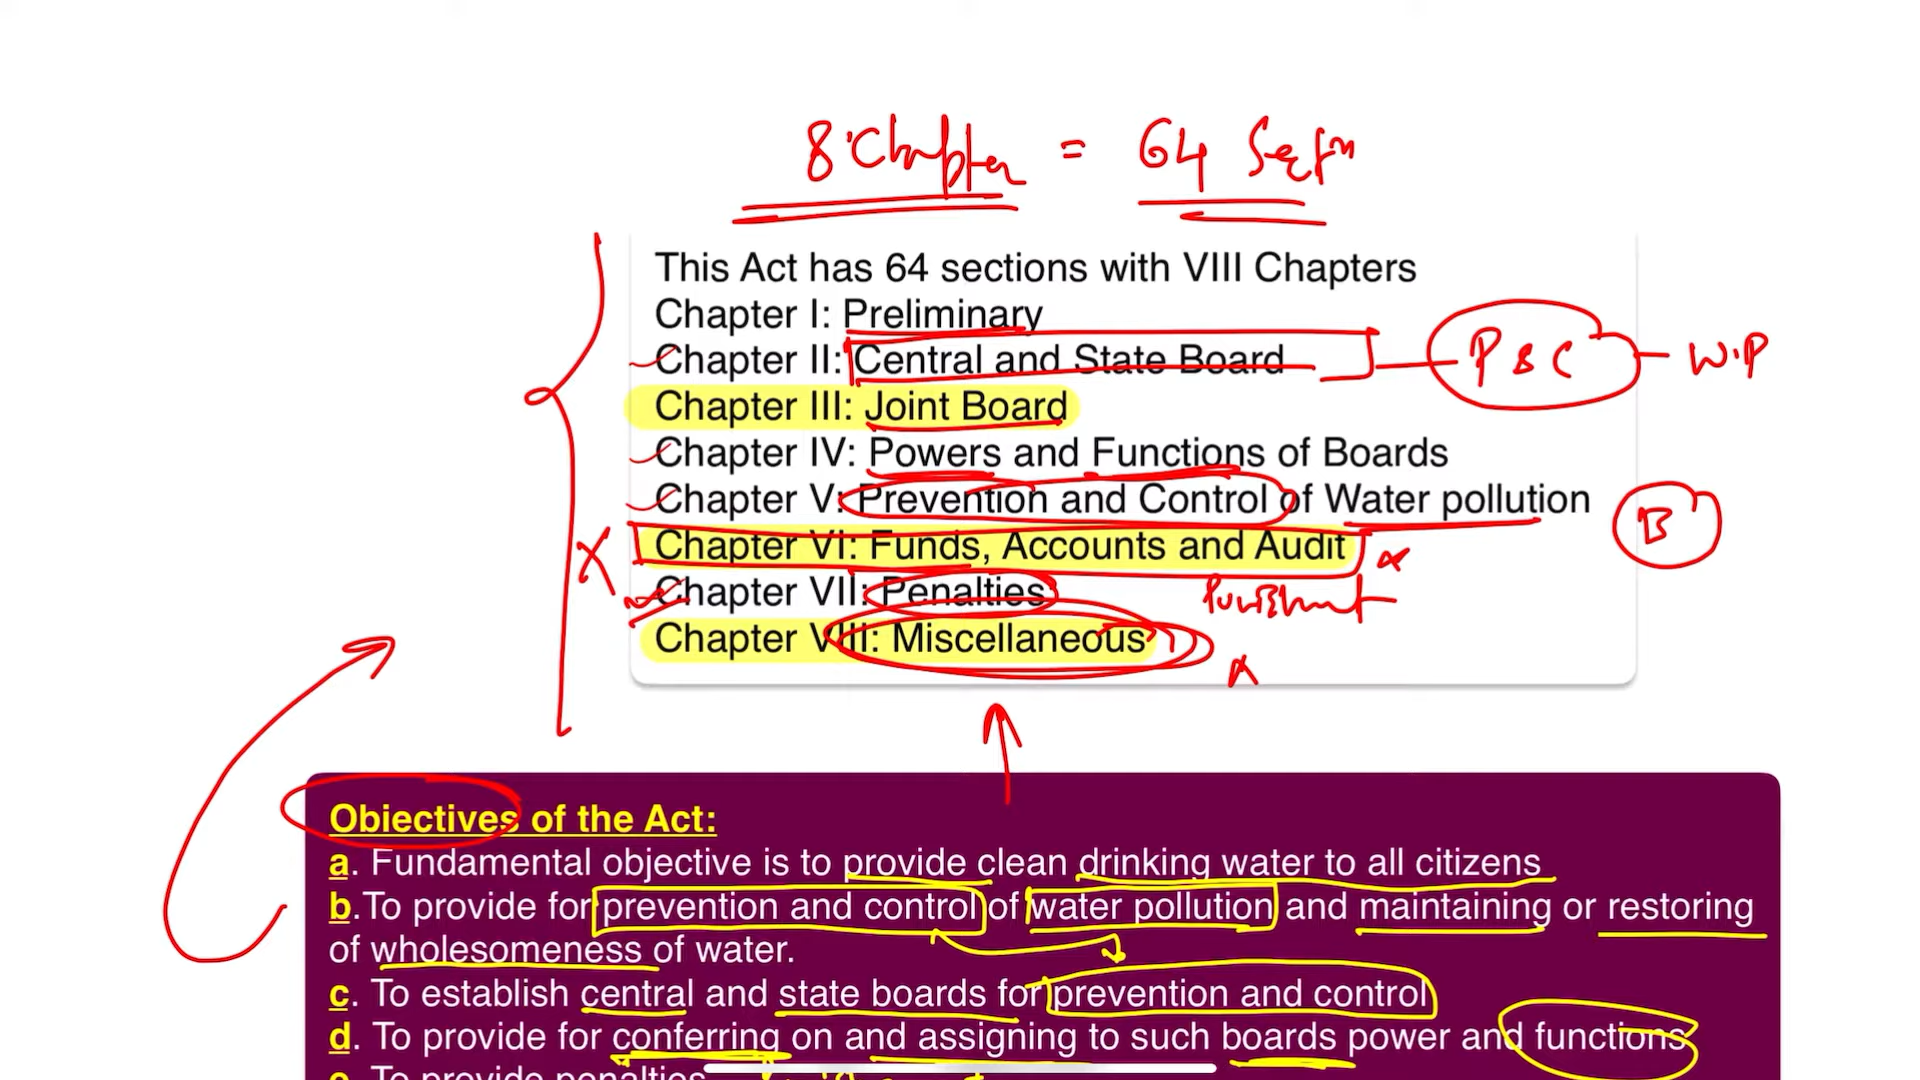 8 Chapter = 64 Sectn
This Act has 64 sections with VIII Chapters
Chapter I: Preliminary
Chapter II: Central and State Board
P & C - W.P
Chapter III: Joint Board
Chapter IV: Powers and Functions of Boards
Chapter V: Prevention and Control of Water pollution
B
X Chapter VI: Funds, Accounts and Audit
Chapter VII: Penalties
Chapter VIII: Miscellaneous
Objectives of the Act:
a. Fundamental objective is to provide clean drinking water to all citizens
b.To provide for prevention and control of water pollution and maintaining or restoring
of wholesomeness of water.
c. To establish central and state boards for prevention and control
d. To provide for conferring on and assigning to such boards power and functions
e. To provide penalties